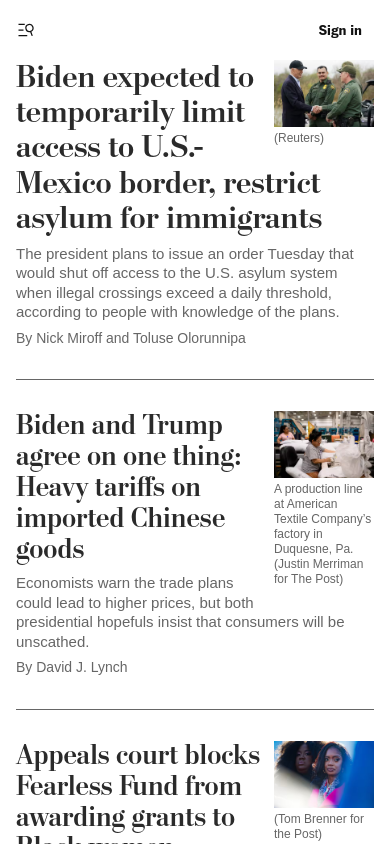 Sign in
Biden expected to
temporarily limit
access to U.S.-
Mexico border, restrict
asylum for immigrants
(Reuters)
The president plans to issue an order Tuesday that
would shut off access to the U.S. asylum system
when illegal crossings exceed a daily threshold,
according to people with knowledge of the plans.
By Nick Miroff and Toluse Olorunnipa
Biden and Trump
agree on one thing:
Heavy tariffs on
imported Chinese
goods
A production line
at American
Textile Company's
factory in
Duquesne, Pa.
(Justin Merriman
for The Post)
Economists warn the trade plans
could lead to higher prices, but both
presidential hopefuls insist that consumers will be
unscathed.
By David J. Lynch
Appeals court blocks
Fearless Fund from
awarding grants to
Black women
(Tom Brenner for
the Post)